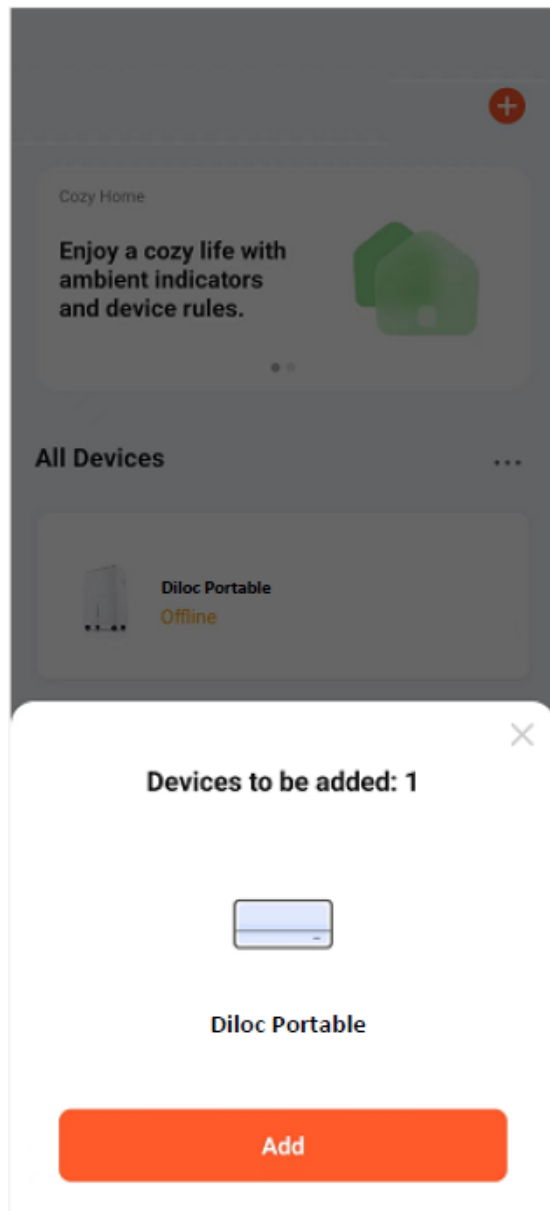 Cozy Home
Enjoy a cozy life with
ambient indicators
and device rules.
All Devices
Diloc Portable
Offline
Devices to be added: 1
Diloc Portable
Add